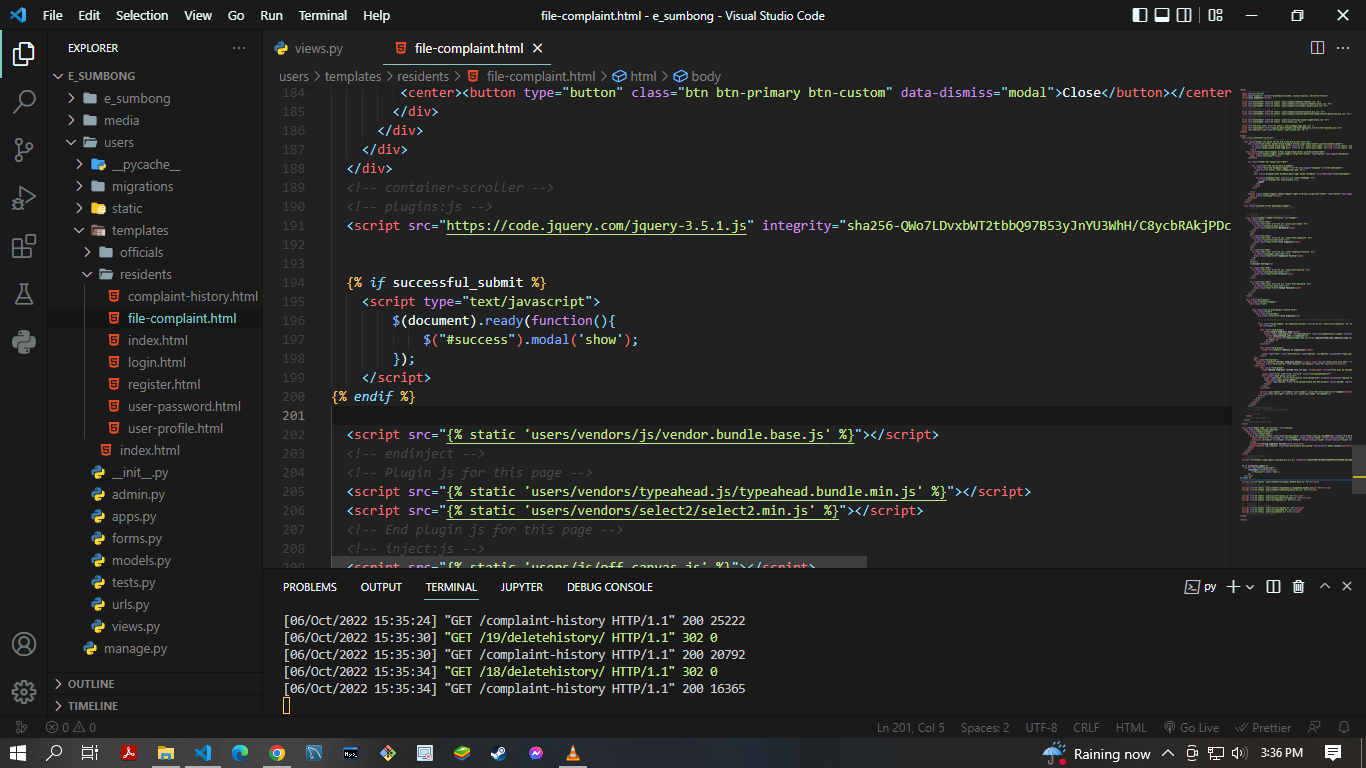 File Edit Selection View Go Run Terminal Help file-complaint.html - e_sumbong - Visual Studio Code
EXPLORER
E_SUMBONG
e_sumbong
media
users
__pycache__
migrations
static
templates
officials
residents
complaint-history.html
file-complaint.html
index.html
login.html
register.html
user-password.html
user-profile.html
index.html
__init__.py
admin.py
apps.py
forms.py
models.py
tests.py
urls.py
views.py
manage.py
OUTLINE
TIMELINE
views.py file-complaint.html
users > templates > residents > file-complaint.html > html > body
184 <center><button type="button" class="btn btn-primary btn-custom" data-dismiss="modal">Close</button></center
185 </div>
186 </div>
187 </div>
188 </div>
189 <!-- container-scroller -->
190 <!-- plugins:js -->
191 <script src="https://code.jquery.com/jquery-3.5.1.js" integrity="sha256-QWo7LDvxbWT2tbbQ97B53yJnYU3WhH/C8ycbRAkjPDc
192
193
194 {% if successful_submit %}
195 <script type="text/javascript">
196 $(document).ready(function(){
197 $("#success").modal('show');
198 });
199 </script>
200 {% endif %}
201
202 <script src="{% static 'users/vendors/js/vendor.bundle.base.js' %}"></script>
203 <!-- endinject -->
204 <!-- Plugin js for this page -->
205 <script src="{% static 'users/vendors/typeahead.js/typeahead.bundle.min.js' %}"></script>
206 <script src="{% static 'users/vendors/select2/select2.min.js' %}"></script>
207 <!-- End plugin js for this page -->
208 <!-- inject:js -->
209 <script src="{% static 'users/js/off-canvas.js' %}"></script>
PROBLEMS OUTPUT TERMINAL JUPYTER DEBUG CONSOLE py
[06/Oct/2022 15:35:24] "GET /complaint-history HTTP/1.1" 200 25222
[06/Oct/2022 15:35:30] "GET /19/deletehistory/ HTTP/1.1" 302 0
[06/Oct/2022 15:35:30] "GET /complaint-history HTTP/1.1" 200 20792
[06/Oct/2022 15:35:34] "GET /18/deletehistory/ HTTP/1.1" 302 0
[06/Oct/2022 15:35:34] "GET /complaint-history HTTP/1.1" 200 16365
0 0 Ln 201, Col 5 Spaces: 2 UTF-8 CRLF HTML Go Live Prettier
Raining now 3:36 PM